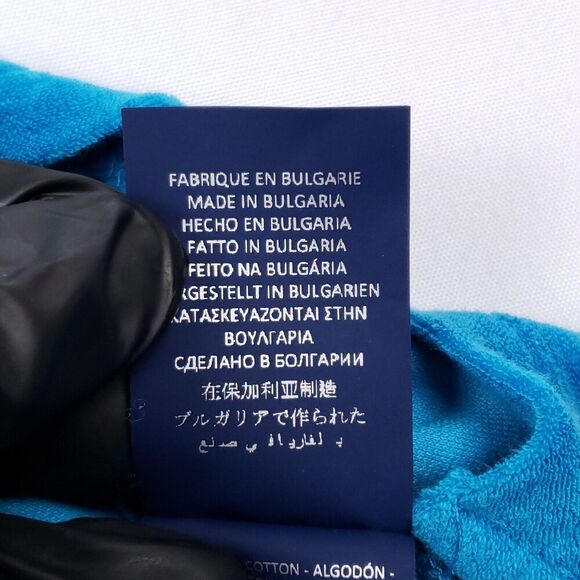 FABRIQUE EN BULGARIE
MADE IN BULGARIA
HECHO EN BULGARIA
FATTO IN BULGARIA
FEITO NA BULGÁRIA
RGESTELLT IN BULGARIEN
ΚΑΤΑΣΚΕΥΑΖΟΝΤΑΙ ΣΤΗΝ
ΒΟΥΛΓΑΡΙΑ
СДЕЛАНО В БОЛГАРИИ
在保加利亚制造
ブルガリアで作られた
ب لغاريا في صنع
COTTON - ALGODÓN -